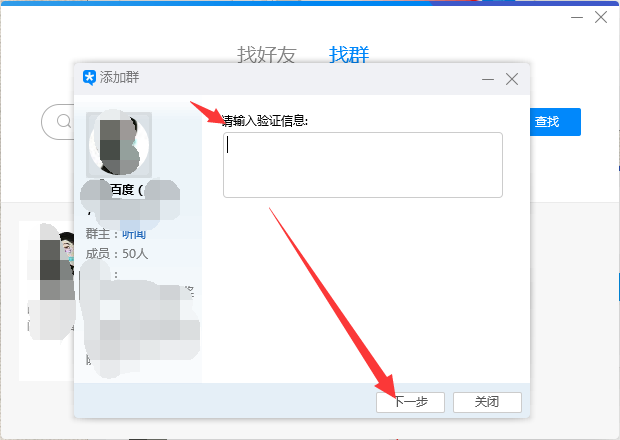 找好友 找群
添加群
查找
请输入验证信息:
百度（
群主：听闻
成员：50人
：
下一步 关闭